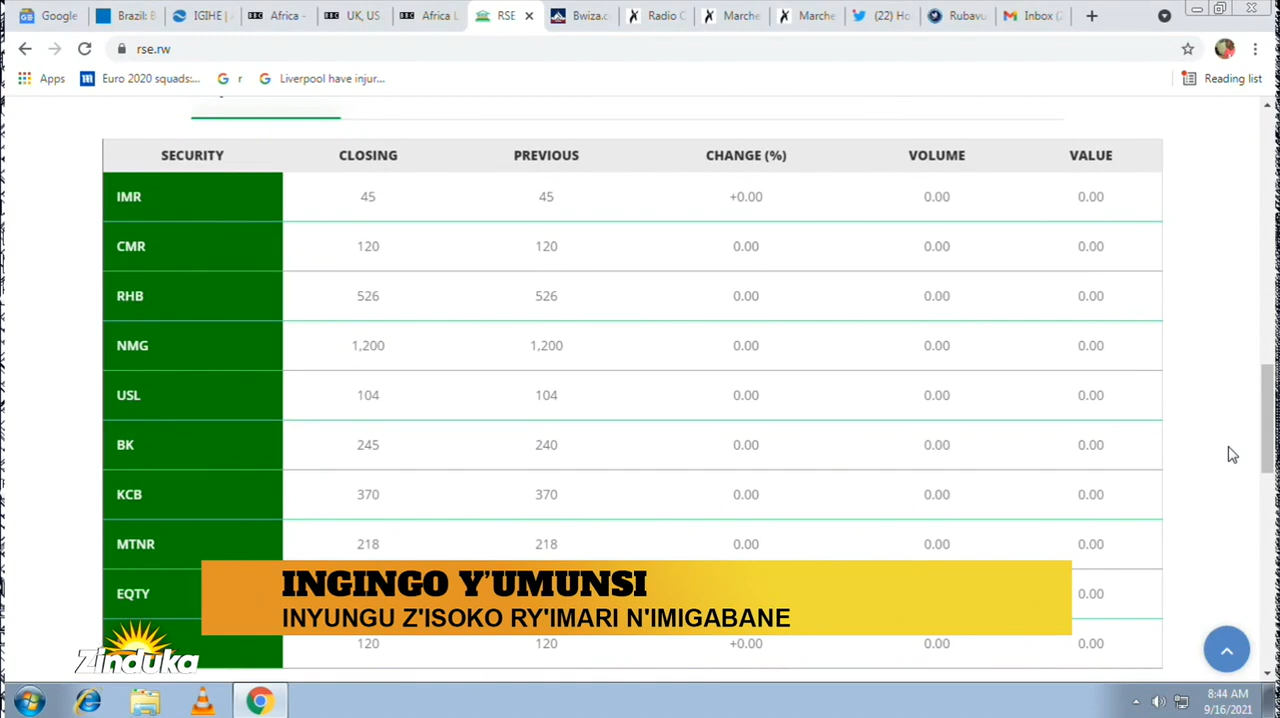 Google
Brazil: B
IGIHE |
BBC Africa -
BBC UK, US
BBC Africa L
RSE
Bwiza.c
Radio C
Marche
Marche
(22) Ho
Rubavu
Inbox (2
rse.rw
Apps
Euro 2020 squads:...
r
Liverpool have injur...
Reading list
SECURITY CLOSING PREVIOUS CHANGE (%) VOLUME VALUE
IMR 45 45 +0.00 0.00 0.00
CMR 120 120 0.00 0.00 0.00
RHB 526 526 0.00 0.00 0.00
NMG 1,200 1,200 0.00 0.00 0.00
USL 104 104 0.00 0.00 0.00
BK 245 240 0.00 0.00 0.00
KCB 370 370 0.00 0.00 0.00
MTNR 218 218 0.00 0.00 0.00
EQTY 0.00
INGINGO Y'UMUNSI
INYUNGU Z'ISOKO RY'IMARI N'IMIGABANE
120 120 +0.00 0.00 0.00
Zinduka
8:44 AM
9/16/2021